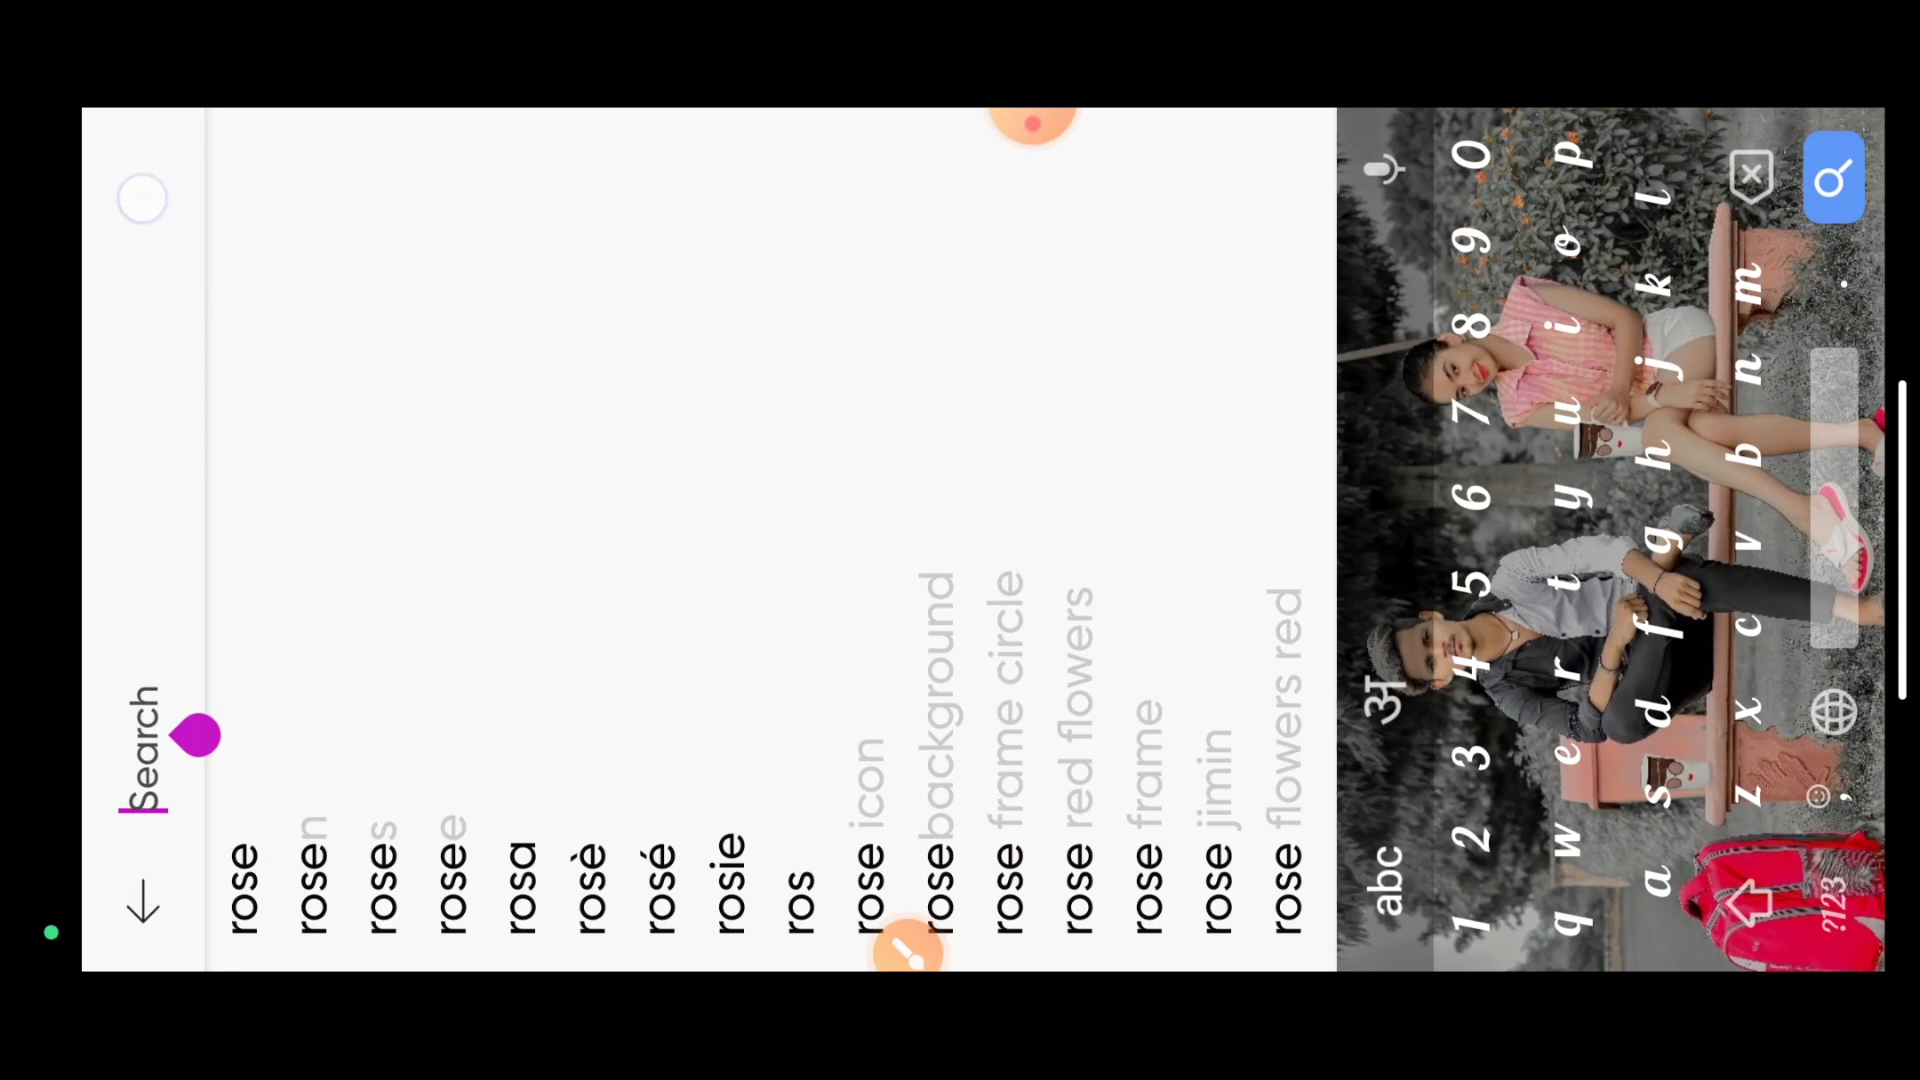 Search
rose
rosen
roses
rosee
rosa
rosè
rosé
rosie
ros
rose icon
rose background
rose frame circle
rose red flowers
rose frame
rose jimin
rose flowers red
abc अ
1 2 3 4 5 6 7 8 9 0
q w e r t y u i o p
a s d f g h j k l
z x c v b n m
?123 , .